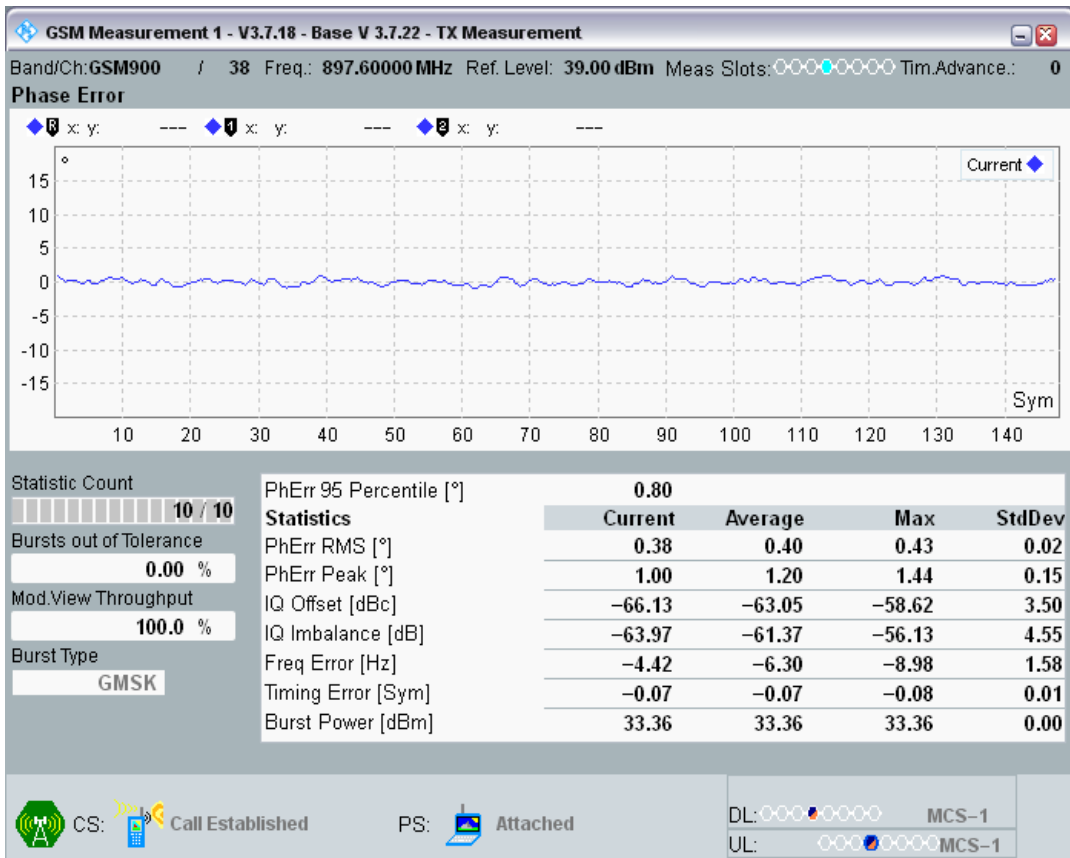 GSM Measurement 1 - V3.7.18 - Base V 3.7.22 - TX Measurement
Band/Ch:GSM900 / 38 Freq.: 897.60000 MHz Ref. Level: 39.00 dBm Meas Slots: Tim.Advance.: 0
Phase Error
R x: y: --- 1 x: y: --- 2 x: y: ---
°
Current
15
10
5
0
-5
-10
-15
Sym
10 20 30 40 50 60 70 80 90 100 110 120 130 140
Statistic Count
10 / 10
Bursts out of Tolerance
0.00 %
Mod.View Throughput
100.0 %
Burst Type
GMSK
PhErr 95 Percentile [°] 0.80
Statistics Current Average Max StdDev
PhErr RMS [°] 0.38 0.40 0.43 0.02
PhErr Peak [°] 1.00 1.20 1.44 0.15
IQ Offset [dBc] −66.13 −63.05 −58.62 3.50
IQ Imbalance [dB] −63.97 −61.37 −56.13 4.55
Freq Error [Hz] −4.42 −6.30 −8.98 1.58
Timing Error [Sym] −0.07 −0.07 −0.08 0.01
Burst Power [dBm] 33.36 33.36 33.36 0.00
CS: Call Established PS: Attached
DL: MCS−1
UL: MCS−1